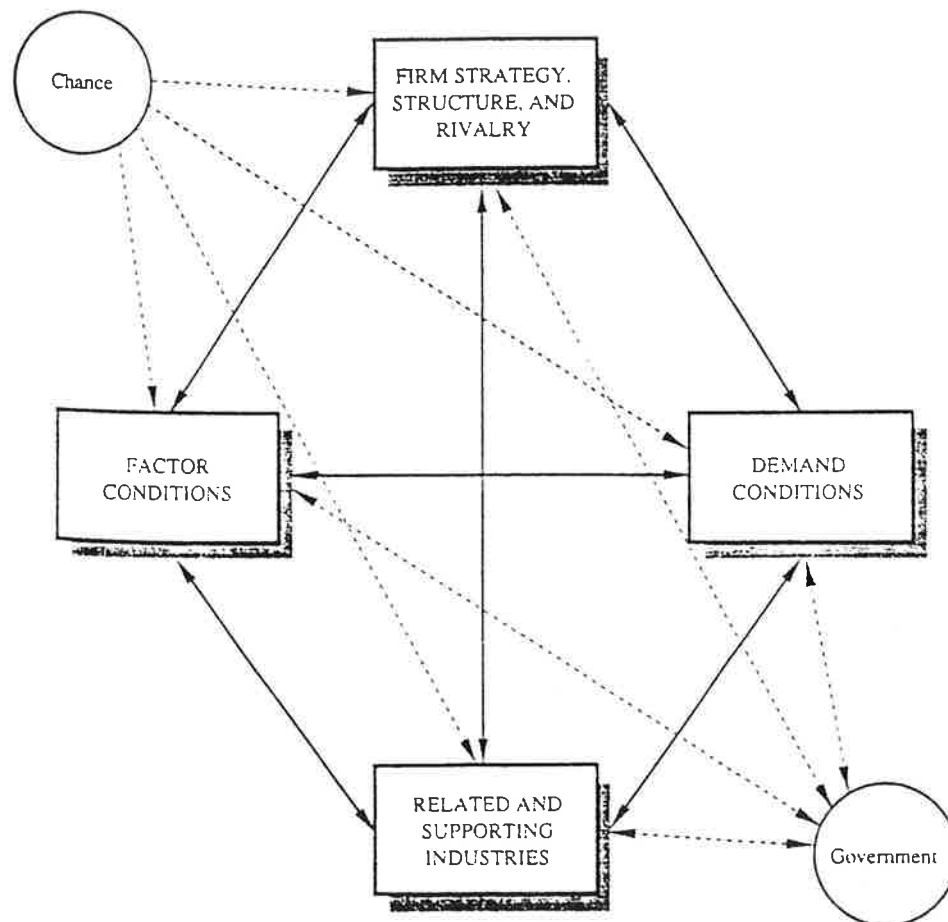 Chance
FIRM STRATEGY,
STRUCTURE, AND
RIVALRY
FACTOR
CONDITIONS
DEMAND
CONDITIONS
RELATED AND
SUPPORTING
INDUSTRIES
Government